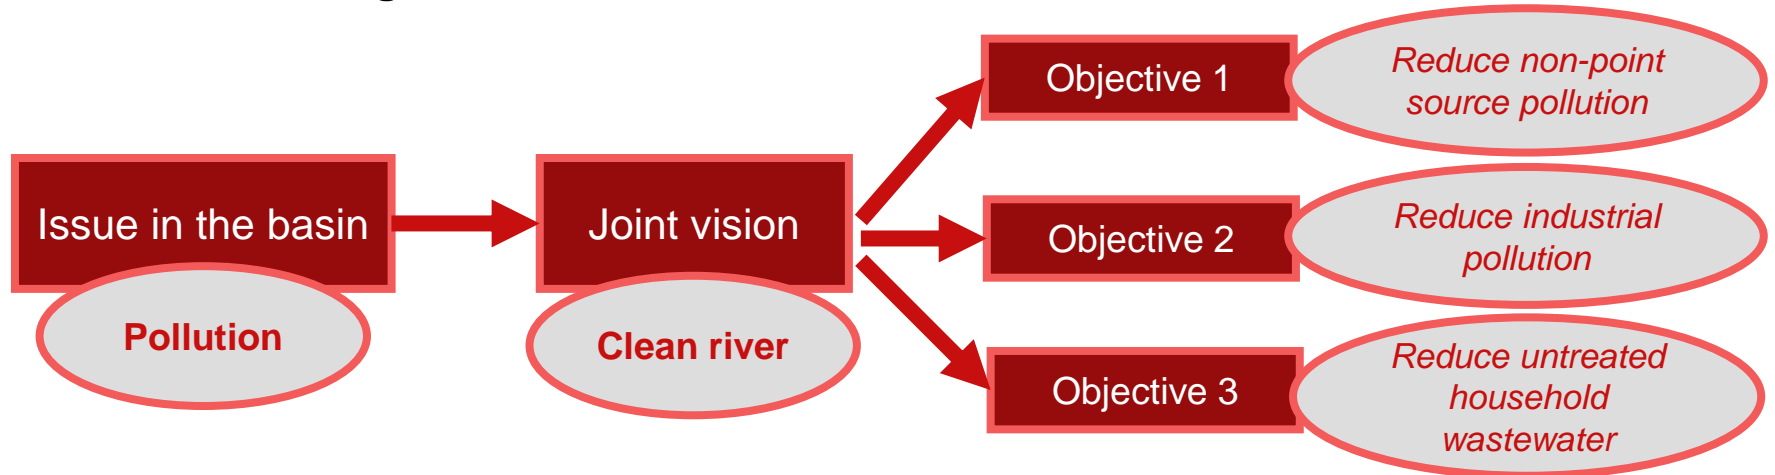 Issue in the basin
Pollution
Joint vision
Clean river
Objective 1
Reduce non-point
source pollution
Objective 2
Reduce industrial
pollution
Objective 3
Reduce untreated
household
wastewater